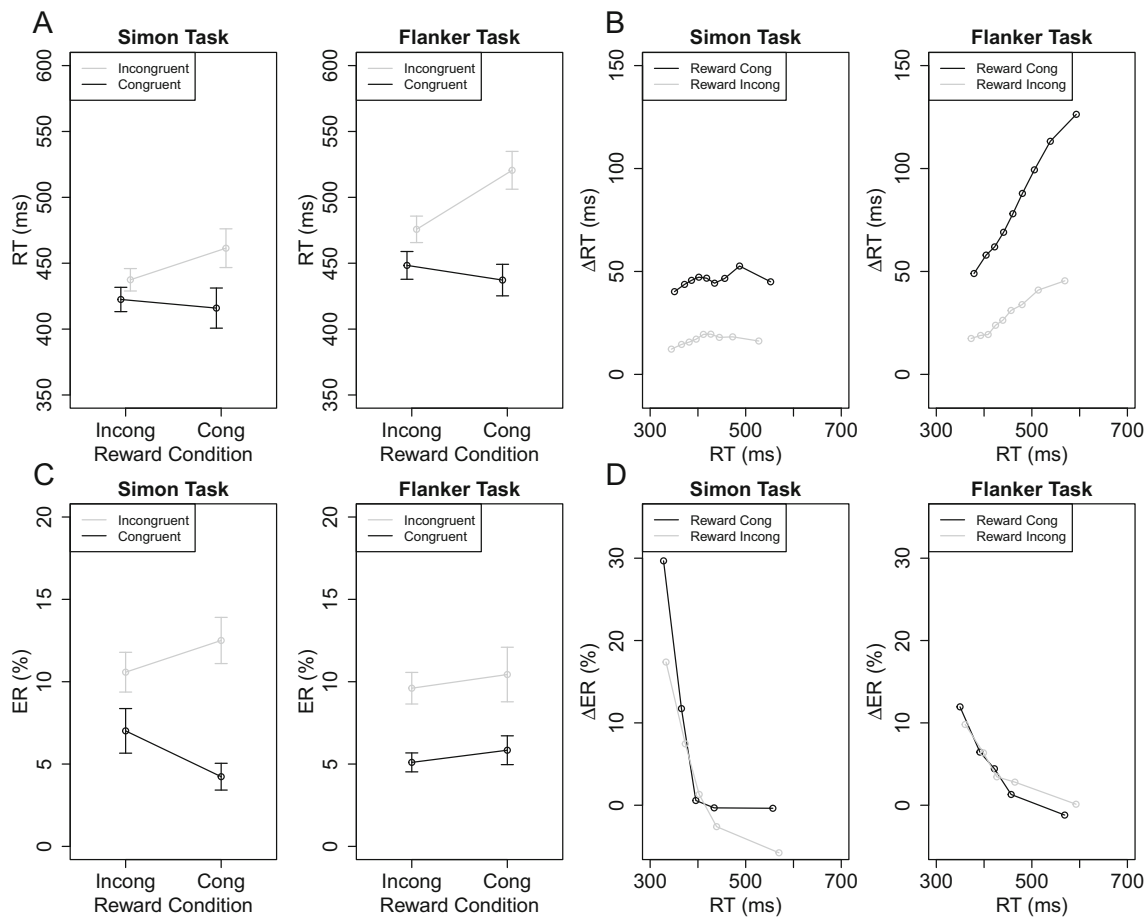 A
Simon Task
Incongruent
Congruent
RT (ms)
350 400 450 500 550 600
Incong Cong
Reward Condition
Flanker Task
Incongruent
Congruent
RT (ms)
350 400 450 500 550 600
Incong Cong
Reward Condition
B
Simon Task
Reward Cong
Reward Incong
ΔRT (ms)
0 50 100 150
300 500 700
RT (ms)
Flanker Task
Reward Cong
Reward Incong
ΔRT (ms)
0 50 100 150
300 500 700
RT (ms)
C
Simon Task
Incongruent
Congruent
ER (%)
0 5 10 15 20
Incong Cong
Reward Condition
Flanker Task
Incongruent
Congruent
ER (%)
0 5 10 15 20
Incong Cong
Reward Condition
D
Simon Task
Reward Cong
Reward Incong
ΔER (%)
0 10 20 30
300 500 700
RT (ms)
Flanker Task
Reward Cong
Reward Incong
ΔER (%)
0 10 20 30
300 500 700
RT (ms)